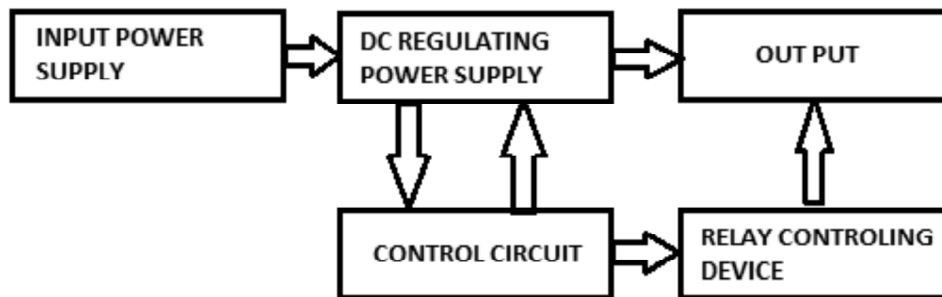 INPUT POWER
SUPPLY
DC REGULATING
POWER SUPPLY
OUT PUT
CONTROL CIRCUIT
RELAY CONTROLING
DEVICE